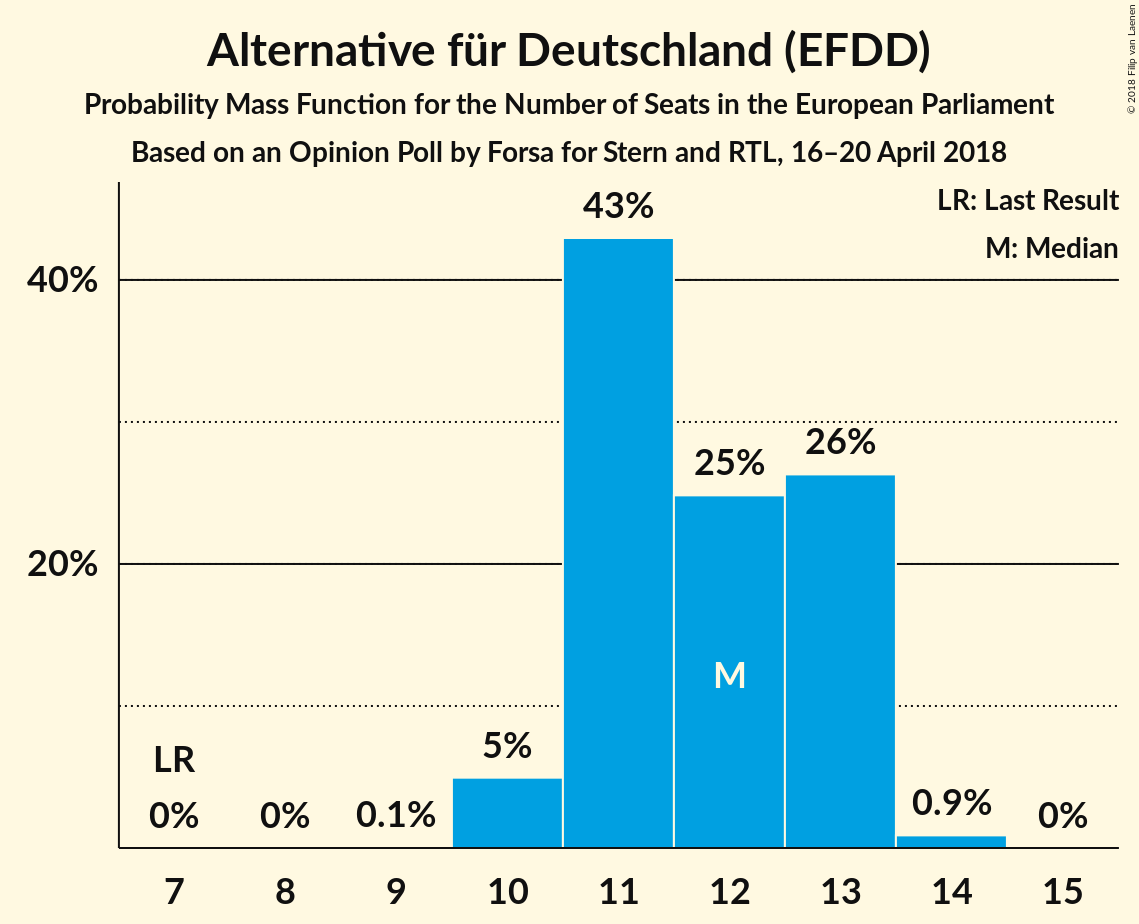 Alternative für Deutschland (EFDD)
Probability Mass Function for the Number of Seats in the European Parliament
Based on an Opinion Poll by Forsa for Stern and RTL, 16–20 April 2018
© 2018 Filip van Laenen
LR: Last Result
M: Median
43%
40%
26%
25%
20%
M
LR
5%
0%
0%
0.1%
0.9%
0%
7 8 9 10 11 12 13 14 15